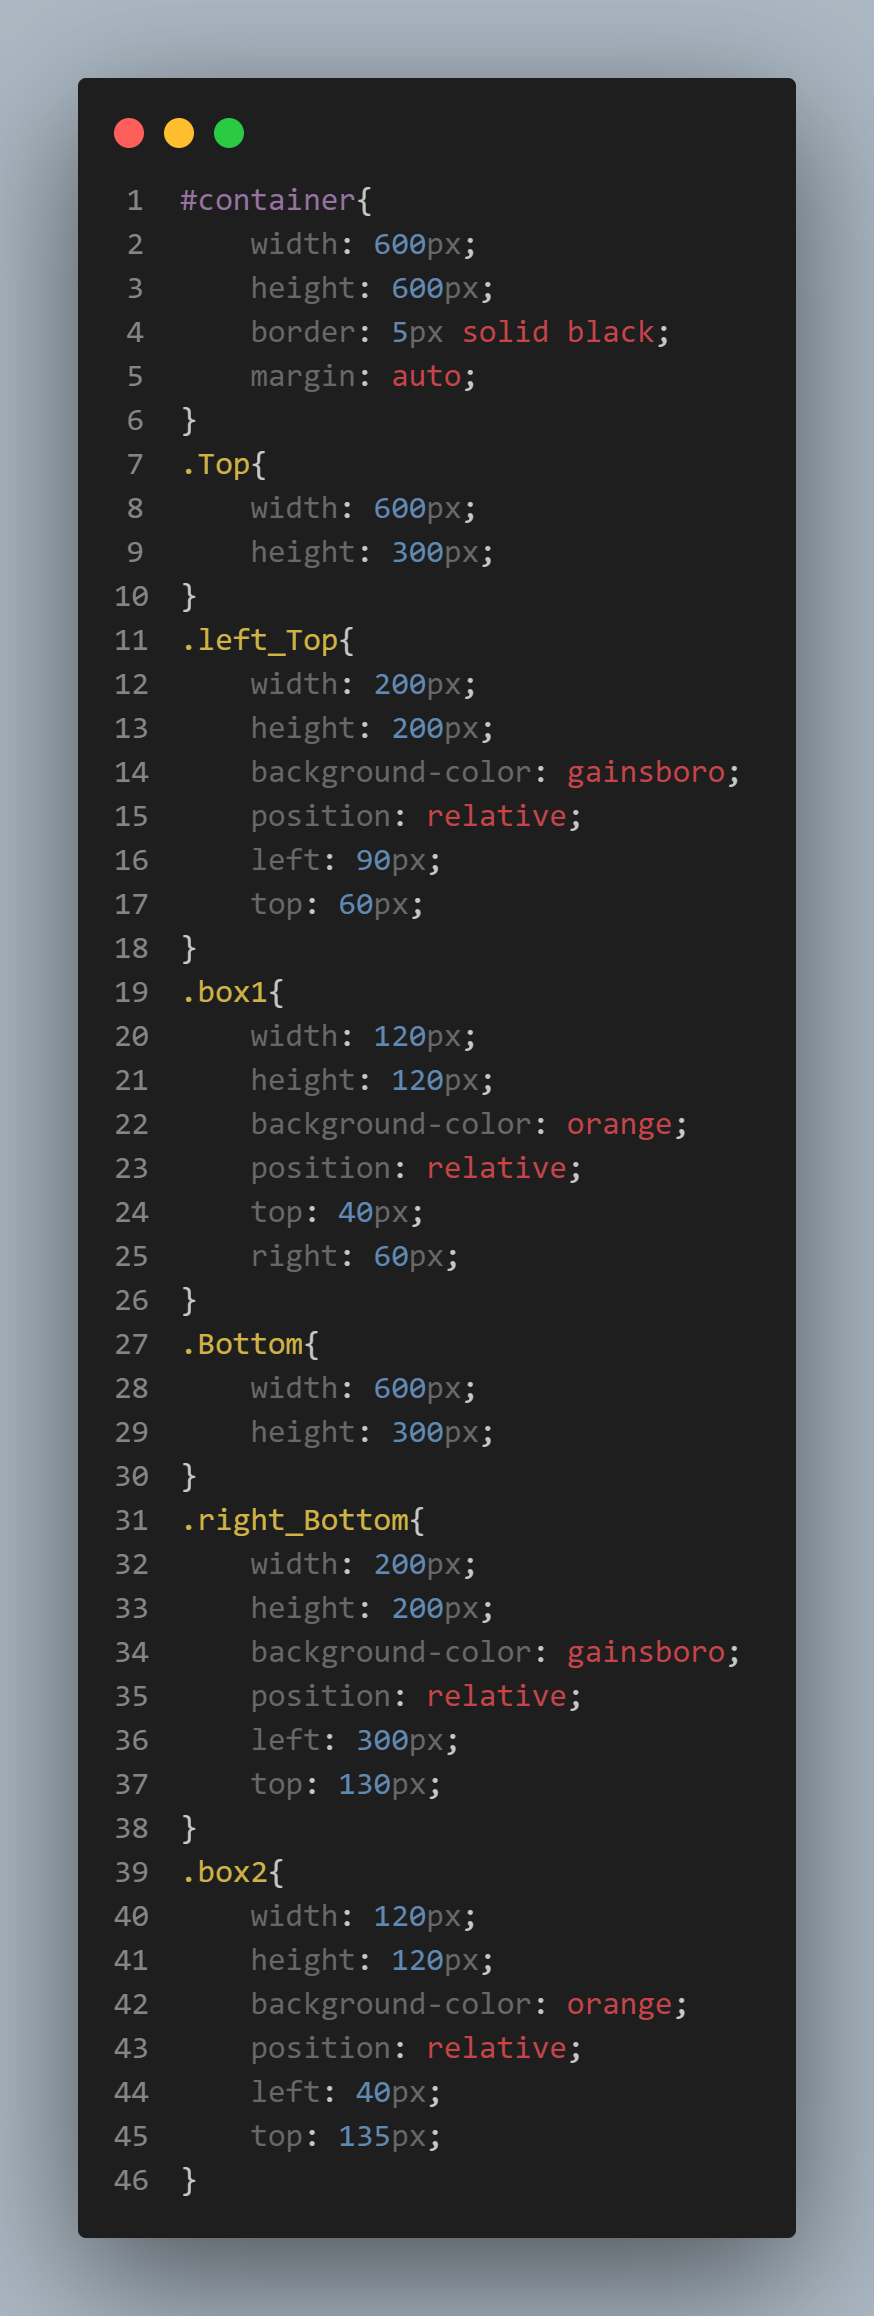 1 #container{
2     width: 600px;
3     height: 600px;
4     border: 5px solid black;
5     margin: auto;
6 }
7 .Top{
8     width: 600px;
9     height: 300px;
10 }
11 .left_Top{
12     width: 200px;
13     height: 200px;
14     background-color: gainsboro;
15     position: relative;
16     left: 90px;
17     top: 60px;
18 }
19 .box1{
20     width: 120px;
21     height: 120px;
22     background-color: orange;
23     position: relative;
24     top: 40px;
25     right: 60px;
26 }
27 .Bottom{
28     width: 600px;
29     height: 300px;
30 }
31 .right_Bottom{
32     width: 200px;
33     height: 200px;
34     background-color: gainsboro;
35     position: relative;
36     left: 300px;
37     top: 130px;
38 }
39 .box2{
40     width: 120px;
41     height: 120px;
42     background-color: orange;
43     position: relative;
44     left: 40px;
45     top: 135px;
46 }